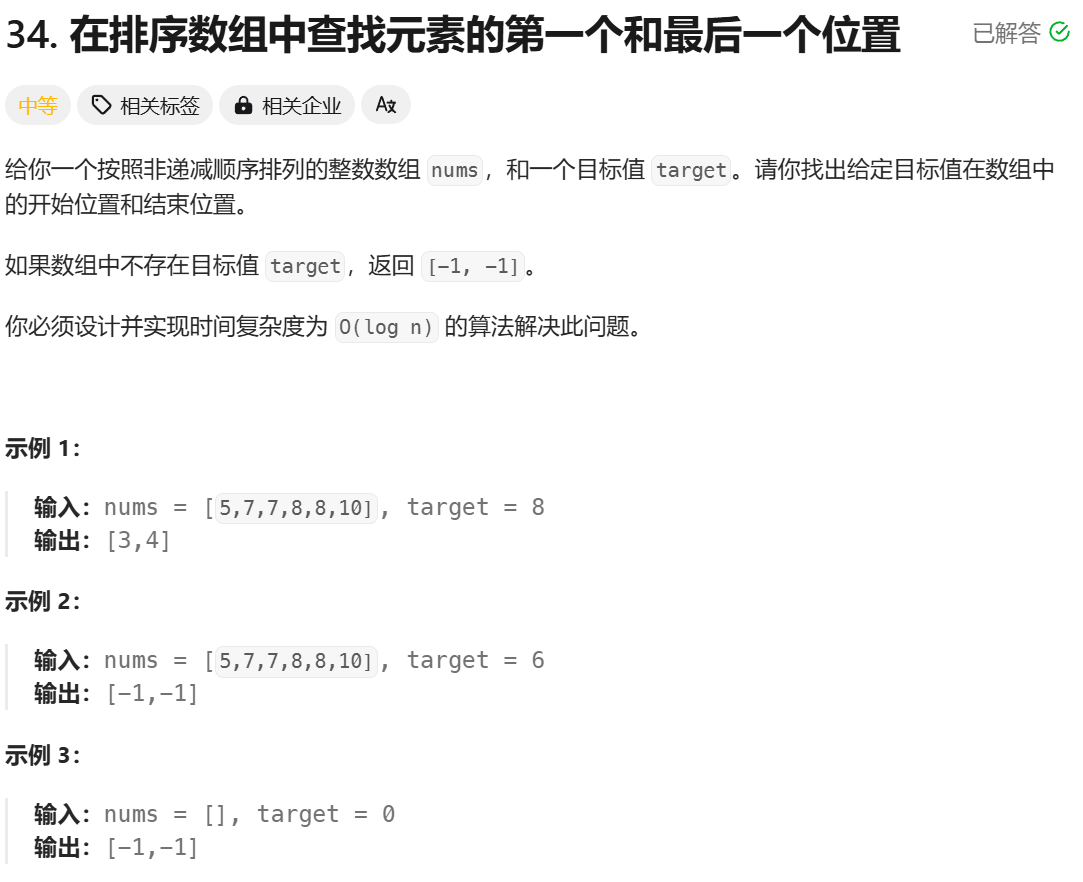 34. 在排序数组中查找元素的第一个和最后一个位置
已解答
中等 相关标签 相关企业
给你一个按照非递减顺序排列的整数数组 nums，和一个目标值 target。请你找出给定目标值在数组中
的开始位置和结束位置。
如果数组中不存在目标值 target，返回 [-1, -1]。
你必须设计并实现时间复杂度为 O(log n) 的算法解决此问题。
示例 1：
输入：nums = [5,7,7,8,8,10], target = 8
输出：[3,4]
示例 2：
输入：nums = [5,7,7,8,8,10], target = 6
输出：[-1,-1]
示例 3：
输入：nums = [], target = 0
输出：[-1,-1]